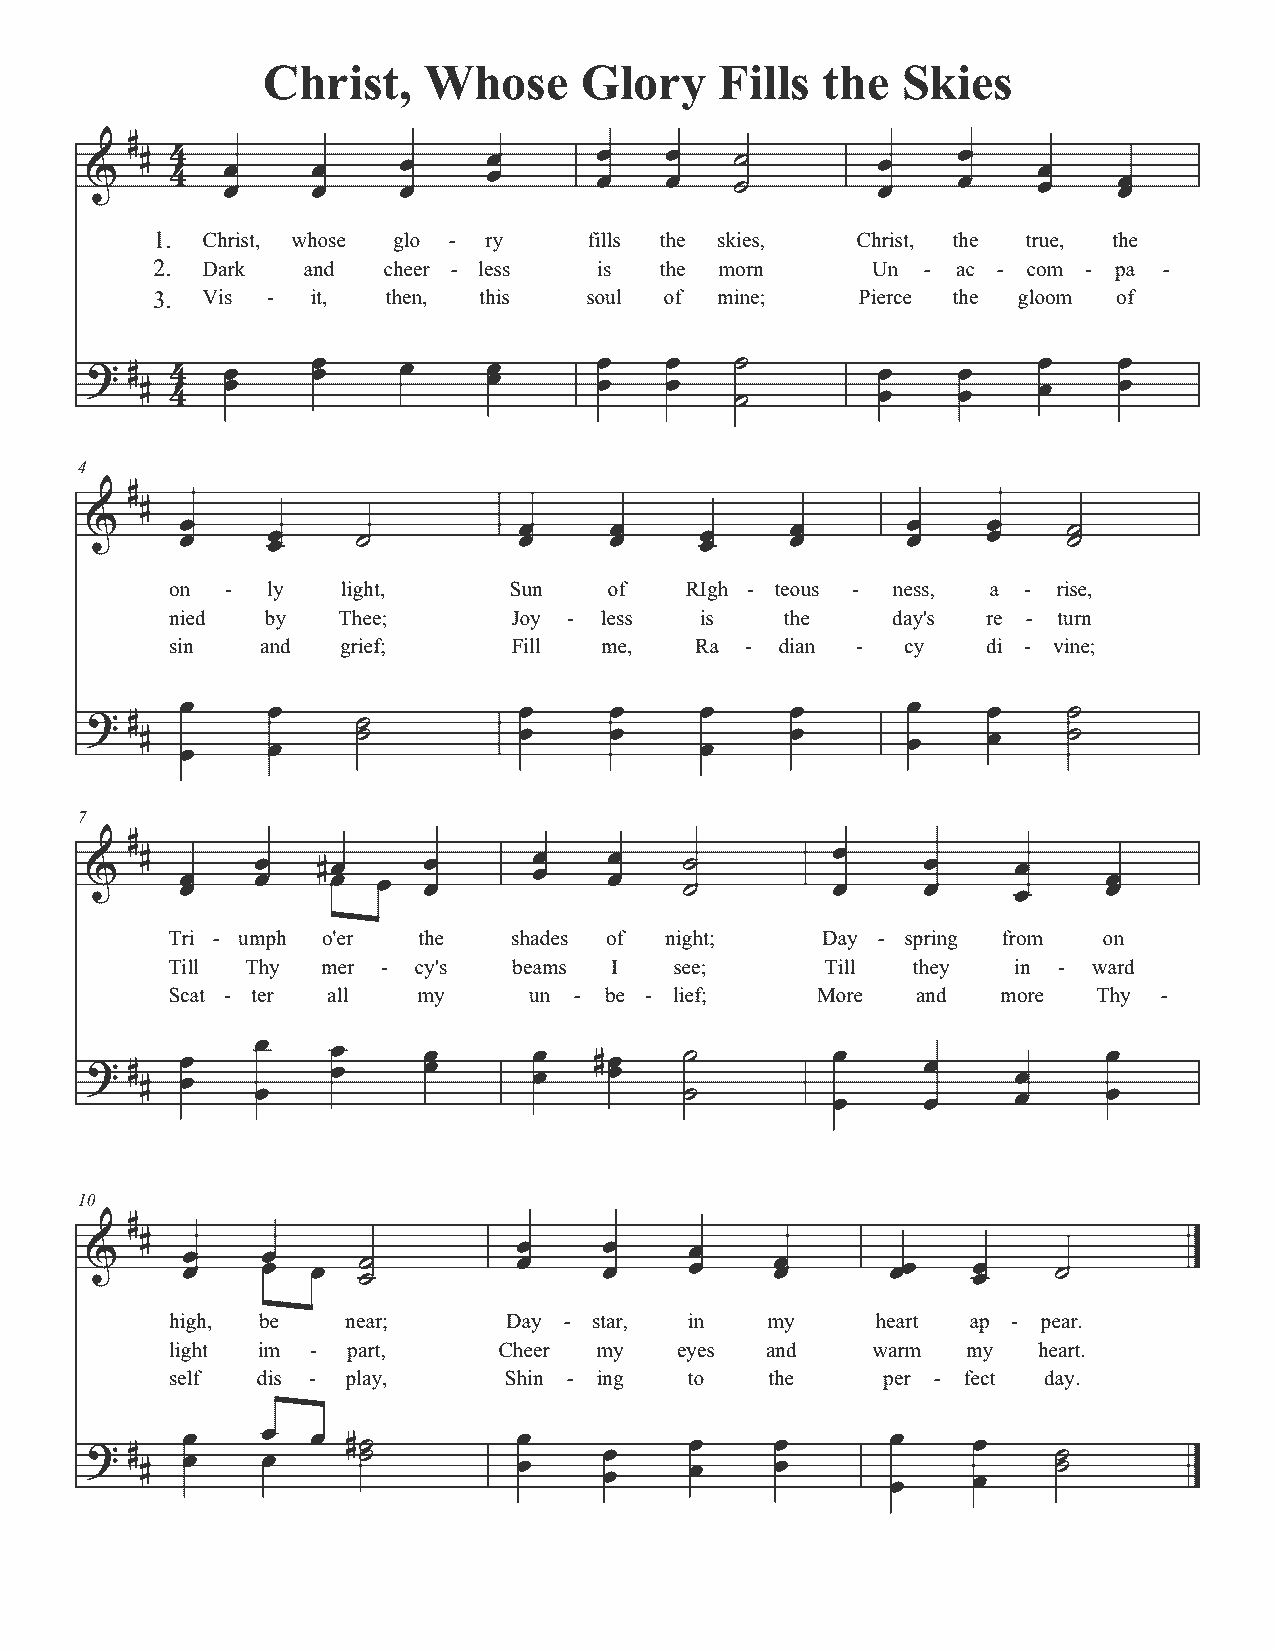 Christ, Whose Glory Fills the Skies
1. Christ, whose glo - ry fills the skies, Christ, the true, the
2. Dark and cheer - less is the morn Un - ac - com - pa -
3. Vis - it, then, this soul of mine; Pierce the gloom of
4
on - ly light, Sun of RIgh - teous - ness, a - rise,
nied by Thee; Joy - less is the day's re - turn
sin and grief; Fill me, Ra - dian - cy di - vine;
7
Tri - umph o'er the shades of night; Day - spring from on
Till Thy mer - cy's beams I see; Till they in - ward
Scat - ter all my un - be - lief; More and more Thy -
10
high, be near; Day - star, in my heart ap - pear.
light im - part, Cheer my eyes and warm my heart.
self dis - play, Shin - ing to the per - fect day.